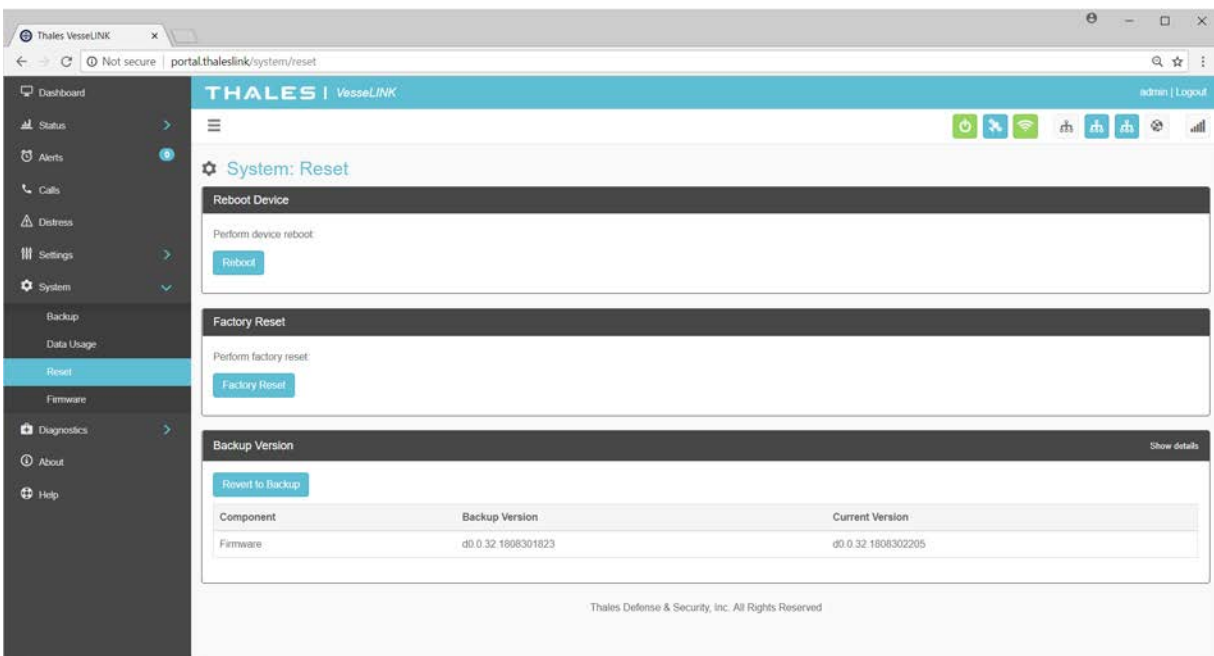 Thales VesseLINK
Not secure | portal.thaleslink/system/reset
Dashboard
Status
Alerts 0
Calls
Distress
Settings
System
Backup
Data Usage
Reset
Firmware
Diagnostics
About
Help
THALES | VesseLINK
admin | Logout
System: Reset
Reboot Device
Perform device reboot:
Reboot
Factory Reset
Perform factory reset:
Factory Reset
Backup Version Show details
Revert to Backup
Component Backup Version Current Version
Firmware d0.0.32.1808301823 d0.0.32.1808302205
Thales Defense & Security, Inc. All Rights Reserved